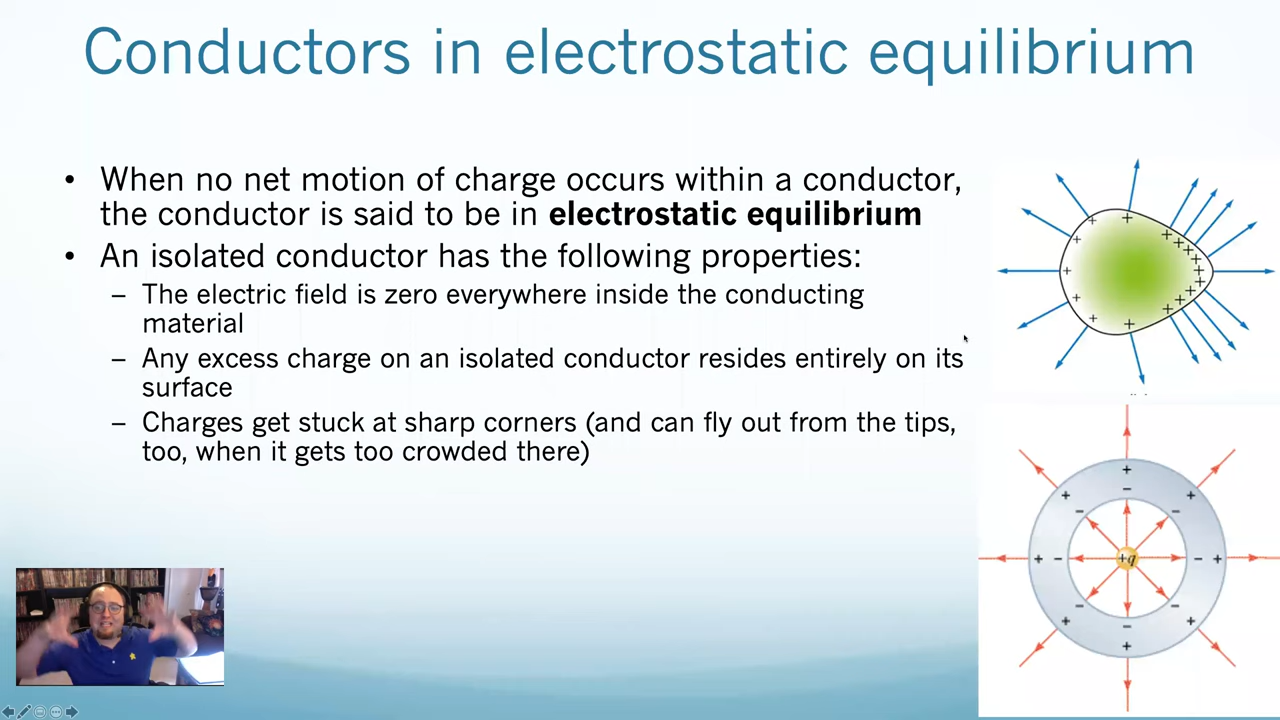 Conductors in electrostatic equilibrium
• When no net motion of charge occurs within a conductor,
the conductor is said to be in electrostatic equilibrium
• An isolated conductor has the following properties:
– The electric field is zero everywhere inside the conducting
material
– Any excess charge on an isolated conductor resides entirely on its
surface
– Charges get stuck at sharp corners (and can fly out from the tips,
too, when it gets too crowded there)
+q